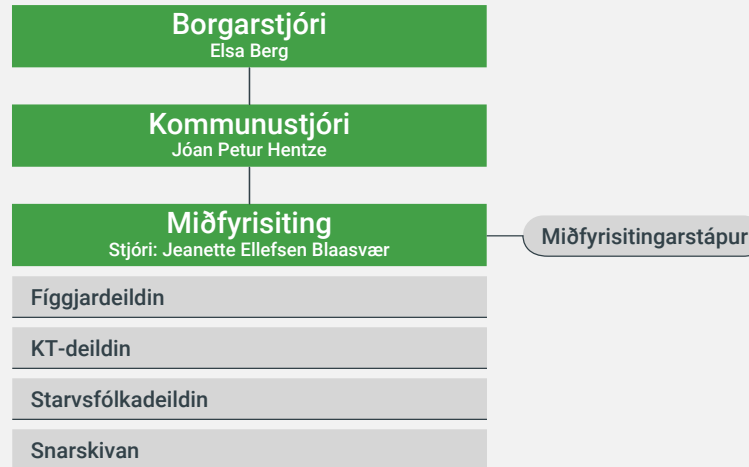 Borgarstjóri
Elsa Berg
Kommunustjóri
Jóan Petur Hentze
Miðfyrisiting
Stjóri: Jeanette Ellefsen Blaasvær
Miðfyrisitingarstápur
Fíggjardeildin
KT-deildin
Starvsfólkadeildin
Snarskivan